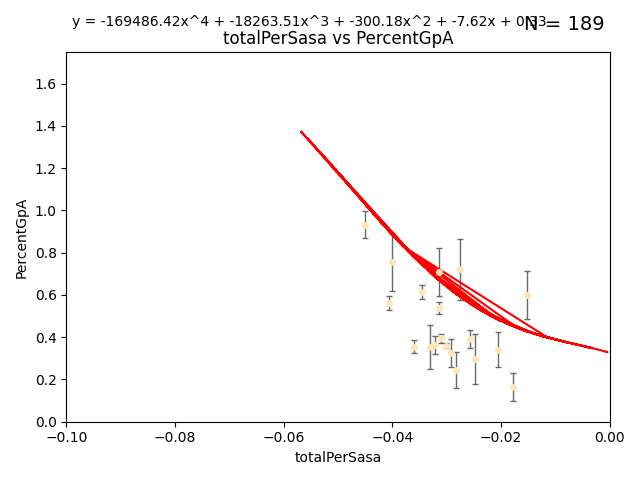 y = -169486.42x^4 + -18263.51x^3 + -300.18x^2 + -7.62x + 0.33
N = 189
totalPerSasa vs PercentGpA
1.6
1.4
1.2
1.0
0.8
0.6
0.4
0.2
0.0
PercentGpA
−0.10 −0.08 −0.06 −0.04 −0.02 0.00
totalPerSasa